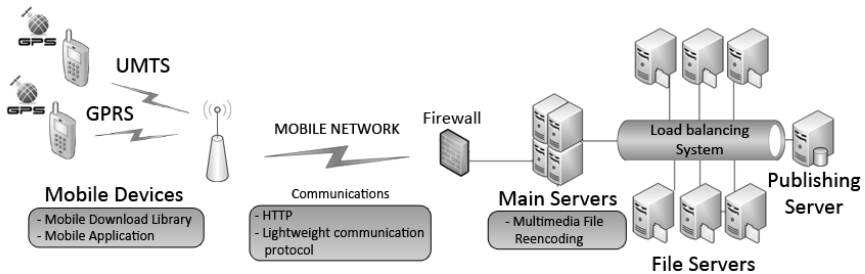 GPS
UMTS
GPS
GPRS
MOBILE NETWORK
Firewall
Load balancing
System
Mobile Devices
- Mobile Download Library
- Mobile Application
Communications
- HTTP
- Lightweight communication
protocol
Main Servers
- Multimedia File
Reencoding
Publishing
Server
File Servers